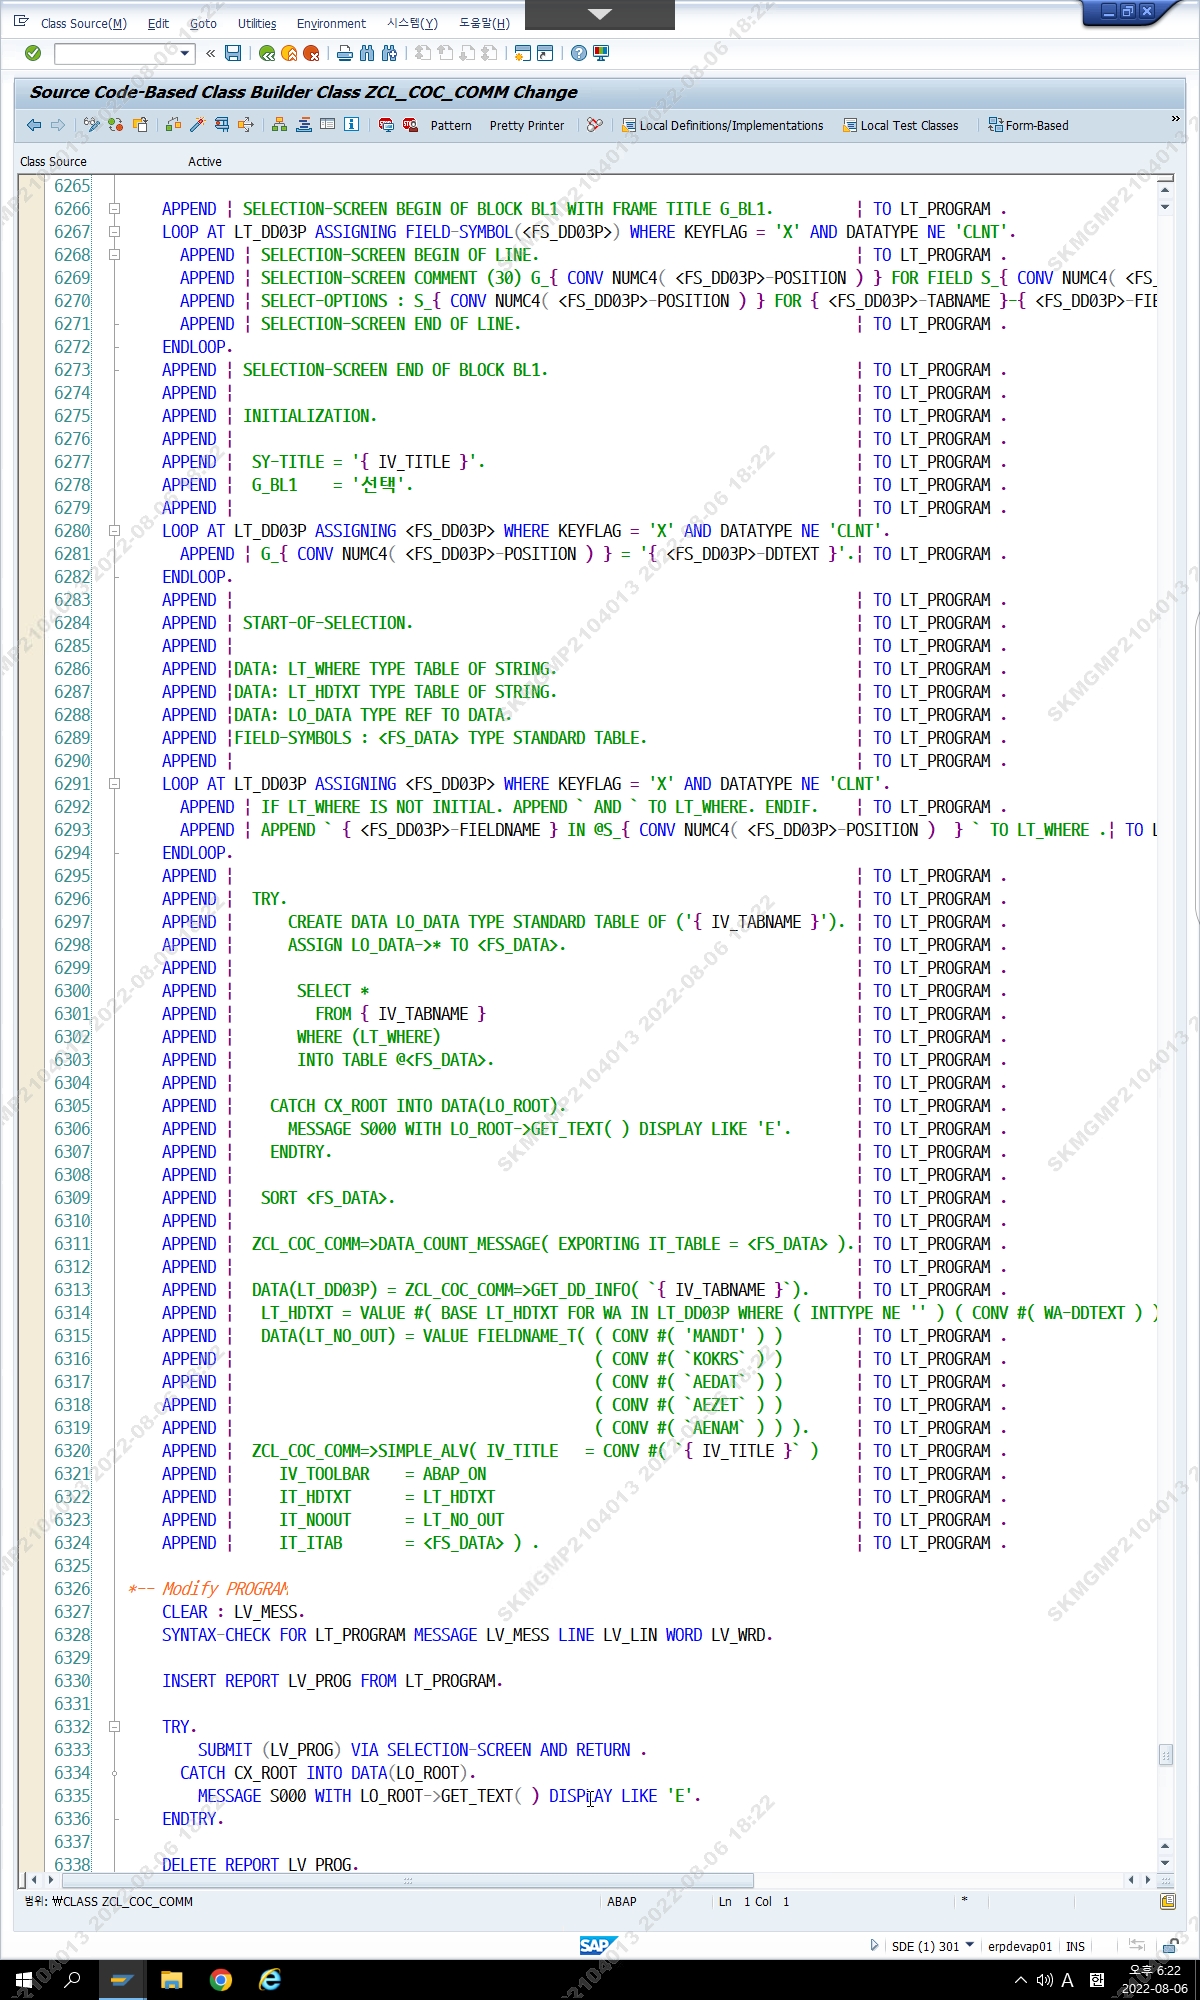 Class Source(M) Edit Goto Utilities Environment 시스템(Y) 도움말(H)
Source Code-Based Class Builder Class ZCL_COC_COMM Change
Pattern Pretty Printer Local Definitions/Implementations Local Test Classes Form-Based
Class Source Active
6265
6266 APPEND | SELECTION-SCREEN BEGIN OF BLOCK BL1 WITH FRAME TITLE G_BL1. | TO LT_PROGRAM .
6267 LOOP AT LT_DD03P ASSIGNING FIELD-SYMBOL(<FS_DD03P>) WHERE KEYFLAG = 'X' AND DATATYPE NE 'CLNT'.
6268 APPEND | SELECTION-SCREEN BEGIN OF LINE. | TO LT_PROGRAM .
6269 APPEND | SELECTION-SCREEN COMMENT (30) G_{ CONV NUMC4( <FS_DD03P>-POSITION ) } FOR FIELD S_{ CONV NUMC4( <FS_
6270 APPEND | SELECT-OPTIONS : S_{ CONV NUMC4( <FS_DD03P>-POSITION ) } FOR { <FS_DD03P>-TABNAME }-{ <FS_DD03P>-FIE
6271 APPEND | SELECTION-SCREEN END OF LINE. | TO LT_PROGRAM .
6272 ENDLOOP.
6273 APPEND | SELECTION-SCREEN END OF BLOCK BL1. | TO LT_PROGRAM .
6274 APPEND | | TO LT_PROGRAM .
6275 APPEND | INITIALIZATION. | TO LT_PROGRAM .
6276 APPEND | | TO LT_PROGRAM .
6277 APPEND | SY-TITLE = '{ IV_TITLE }'. | TO LT_PROGRAM .
6278 APPEND | G_BL1 = '선택'. | TO LT_PROGRAM .
6279 APPEND | | TO LT_PROGRAM .
6280 LOOP AT LT_DD03P ASSIGNING <FS_DD03P> WHERE KEYFLAG = 'X' AND DATATYPE NE 'CLNT'.
6281 APPEND | G_{ CONV NUMC4( <FS_DD03P>-POSITION ) } = '{ <FS_DD03P>-DDTEXT }'.| TO LT_PROGRAM .
6282 ENDLOOP.
6283 APPEND | | TO LT_PROGRAM .
6284 APPEND | START-OF-SELECTION. | TO LT_PROGRAM .
6285 APPEND | | TO LT_PROGRAM .
6286 APPEND |DATA: LT_WHERE TYPE TABLE OF STRING. | TO LT_PROGRAM .
6287 APPEND |DATA: LT_HDTXT TYPE TABLE OF STRING. | TO LT_PROGRAM .
6288 APPEND |DATA: LO_DATA TYPE REF TO DATA. | TO LT_PROGRAM .
6289 APPEND |FIELD-SYMBOLS : <FS_DATA> TYPE STANDARD TABLE. | TO LT_PROGRAM .
6290 APPEND | | TO LT_PROGRAM .
6291 LOOP AT LT_DD03P ASSIGNING <FS_DD03P> WHERE KEYFLAG = 'X' AND DATATYPE NE 'CLNT'.
6292 APPEND | IF LT_WHERE IS NOT INITIAL. APPEND ` AND ` TO LT_WHERE. ENDIF. | TO LT_PROGRAM .
6293 APPEND | APPEND ` { <FS_DD03P>-FIELDNAME } IN @S_{ CONV NUMC4( <FS_DD03P>-POSITION ) } ` TO LT_WHERE .| TO L
6294 ENDLOOP.
6295 APPEND | | TO LT_PROGRAM .
6296 APPEND | TRY. | TO LT_PROGRAM .
6297 APPEND | CREATE DATA LO_DATA TYPE STANDARD TABLE OF ('{ IV_TABNAME }'). | TO LT_PROGRAM .
6298 APPEND | ASSIGN LO_DATA->* TO <FS_DATA>. | TO LT_PROGRAM .
6299 APPEND | | TO LT_PROGRAM .
6300 APPEND | SELECT * | TO LT_PROGRAM .
6301 APPEND | FROM { IV_TABNAME } | TO LT_PROGRAM .
6302 APPEND | WHERE (LT_WHERE) | TO LT_PROGRAM .
6303 APPEND | INTO TABLE @<FS_DATA>. | TO LT_PROGRAM .
6304 APPEND | | TO LT_PROGRAM .
6305 APPEND | CATCH CX_ROOT INTO DATA(LO_ROOT). | TO LT_PROGRAM .
6306 APPEND | MESSAGE S000 WITH LO_ROOT->GET_TEXT( ) DISPLAY LIKE 'E'. | TO LT_PROGRAM .
6307 APPEND | ENDTRY. | TO LT_PROGRAM .
6308 APPEND | | TO LT_PROGRAM .
6309 APPEND | SORT <FS_DATA>. | TO LT_PROGRAM .
6310 APPEND | | TO LT_PROGRAM .
6311 APPEND | ZCL_COC_COMM=>DATA_COUNT_MESSAGE( EXPORTING IT_TABLE = <FS_DATA> ).| TO LT_PROGRAM .
6312 APPEND | | TO LT_PROGRAM .
6313 APPEND | DATA(LT_DD03P) = ZCL_COC_COMM=>GET_DD_INFO( `{ IV_TABNAME }`). | TO LT_PROGRAM .
6314 APPEND | LT_HDTXT = VALUE #( BASE LT_HDTXT FOR WA IN LT_DD03P WHERE ( INTTYPE NE '' ) ( CONV #( WA-DDTEXT ) )
6315 APPEND | DATA(LT_NO_OUT) = VALUE FIELDNAME_T( ( CONV #( 'MANDT' ) ) | TO LT_PROGRAM .
6316 APPEND | ( CONV #( `KOKRS` ) ) | TO LT_PROGRAM .
6317 APPEND | ( CONV #( `AEDAT` ) ) | TO LT_PROGRAM .
6318 APPEND | ( CONV #( `AEZET` ) ) | TO LT_PROGRAM .
6319 APPEND | ( CONV #( `AENAM` ) ) ). | TO LT_PROGRAM .
6320 APPEND | ZCL_COC_COMM=>SIMPLE_ALV( IV_TITLE = CONV #( `{ IV_TITLE }` ) | TO LT_PROGRAM .
6321 APPEND | IV_TOOLBAR = ABAP_ON | TO LT_PROGRAM .
6322 APPEND | IT_HDTXT = LT_HDTXT | TO LT_PROGRAM .
6323 APPEND | IT_NOOUT = LT_NO_OUT | TO LT_PROGRAM .
6324 APPEND | IT_ITAB = <FS_DATA> ) . | TO LT_PROGRAM .
6325
6326 *-- Modify PROGRAM
6327 CLEAR : LV_MESS.
6328 SYNTAX-CHECK FOR LT_PROGRAM MESSAGE LV_MESS LINE LV_LIN WORD LV_WRD.
6329
6330 INSERT REPORT LV_PROG FROM LT_PROGRAM.
6331
6332 TRY.
6333 SUBMIT (LV_PROG) VIA SELECTION-SCREEN AND RETURN .
6334 CATCH CX_ROOT INTO DATA(LO_ROOT).
6335 MESSAGE S000 WITH LO_ROOT->GET_TEXT( ) DISPLAY LIKE 'E'.
6336 ENDTRY.
6337
6338 DELETE REPORT LV_PROG.
범위: ₩CLASS ZCL_COC_COMM ABAP Ln 1 Col 1 *
SAP SDE (1) 301 erpdevap01 INS
A 한 오후 6:22
2022-08-06
SKMGMP2104013 2022-08-06 18:22